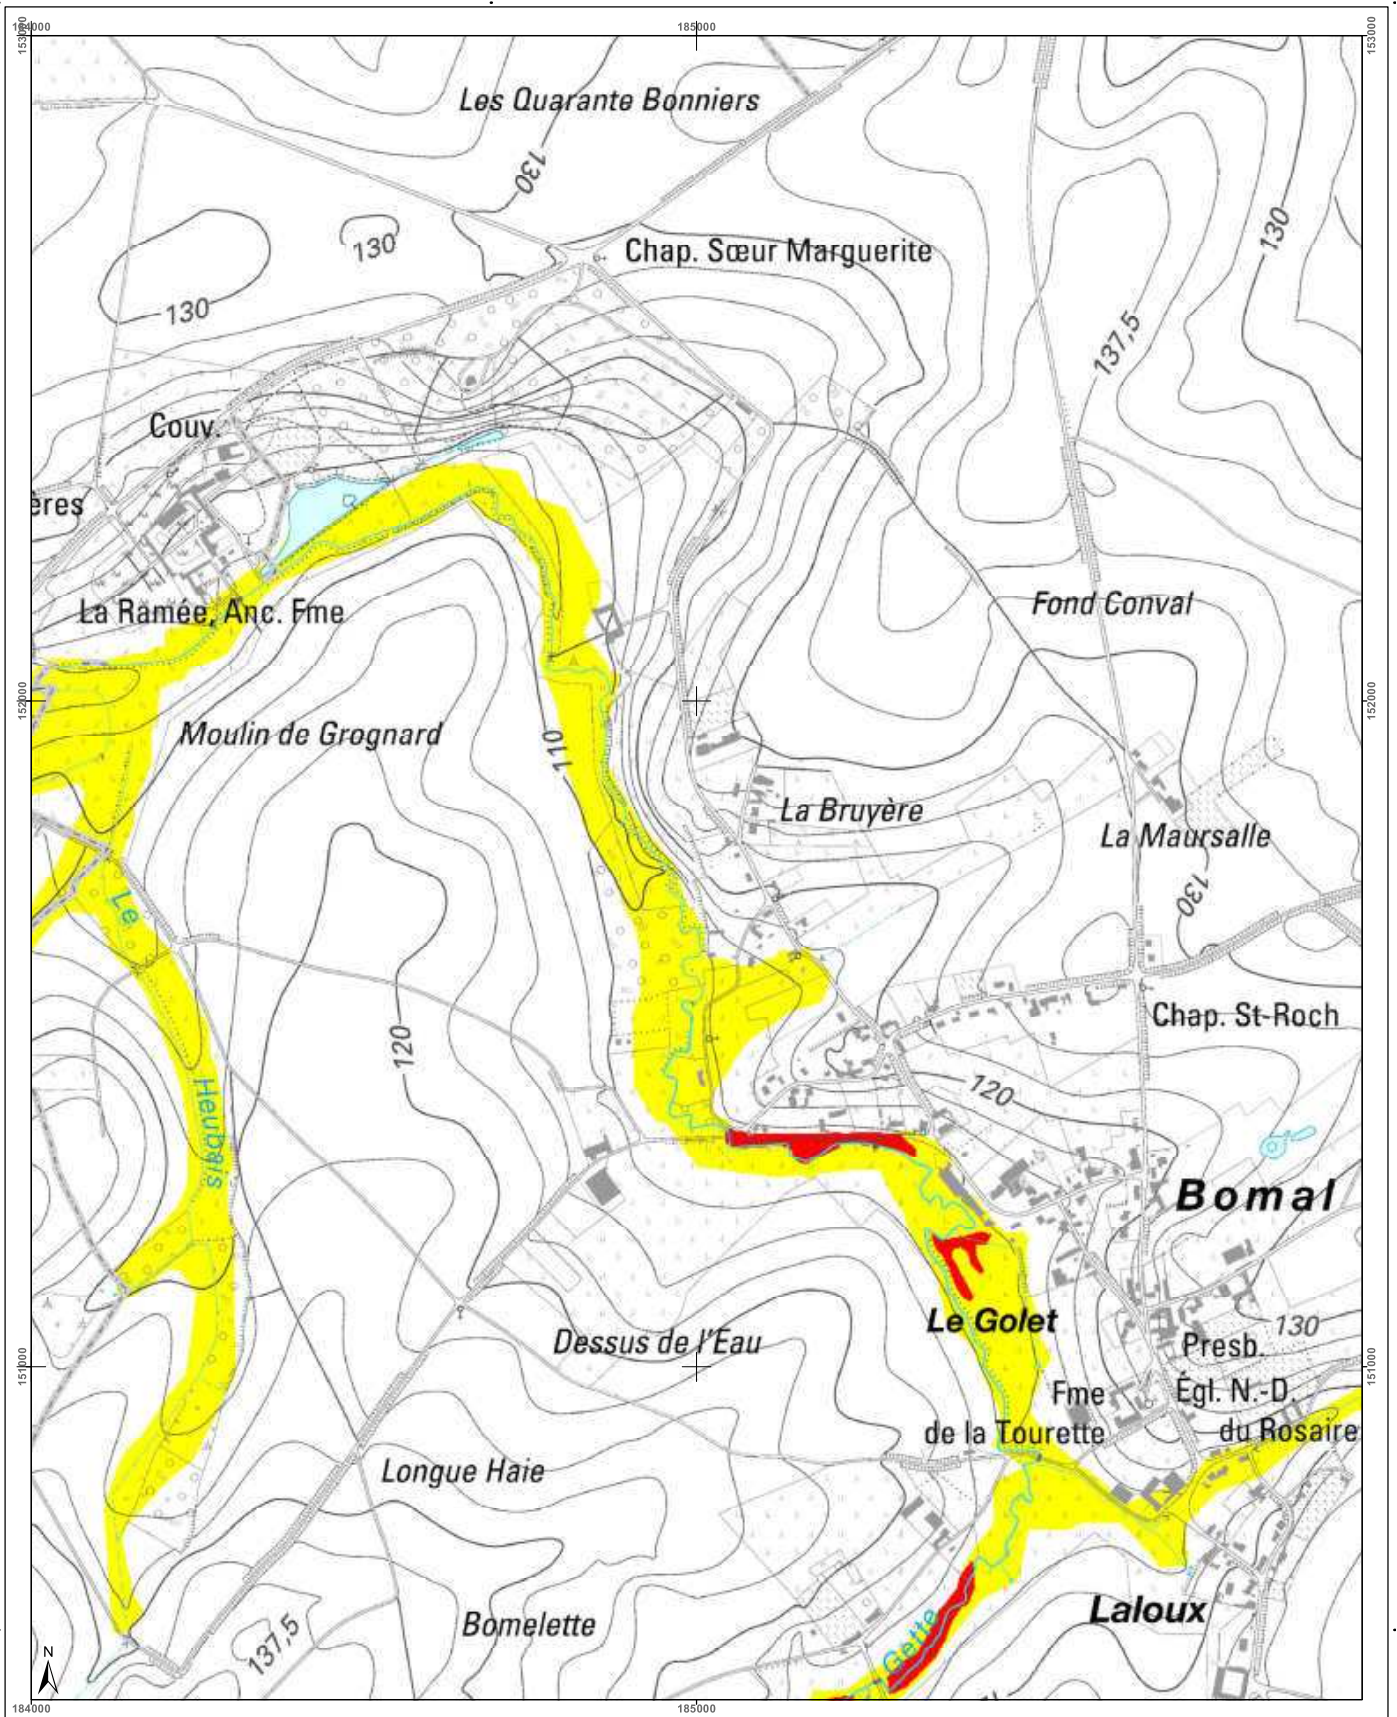 184000
185000
153000
153000
Les Quarante Bonniers
130
130
130
Chap. Sœur Marguerite
130
137,5
Couv.
ères
Fond Conval
La Ramée, Anc. Fme
152000
152000
Moulin de Grognard
110
La Bruyère
La Maursalle
Le
130
Chap. St-Roch
120
120
Heugnis
Bomal
Le Golet
130
Dessus de l'Eau
Presb.
151000
151000
Fme
Égl. N.-D.
de la Tourette
du Rosaire
Longue Haie
Laloux
Bomelette
Gette
137,5
N
184000
185000